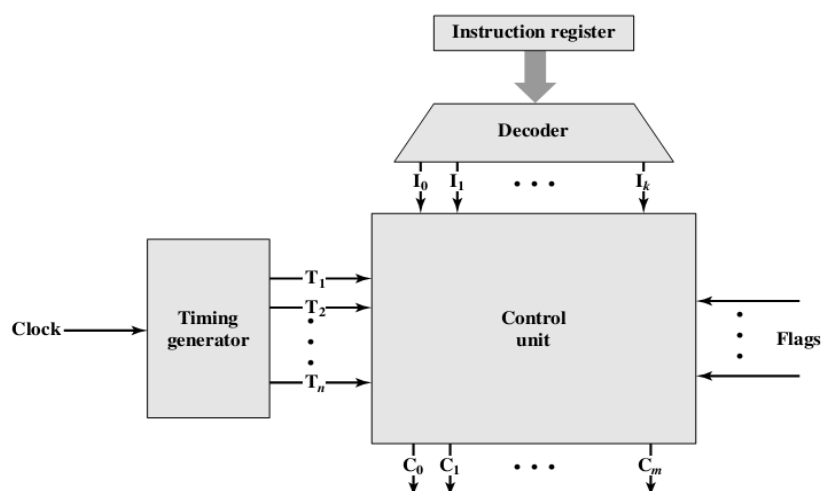 Instruction register
Decoder
I₀ I₁ • • • Iₖ
T₁
T₂
•
•
•
Tₙ
Clock
Timing
generator
Control
unit
•
•
•
Flags
C₀ C₁ • • • Cₘ